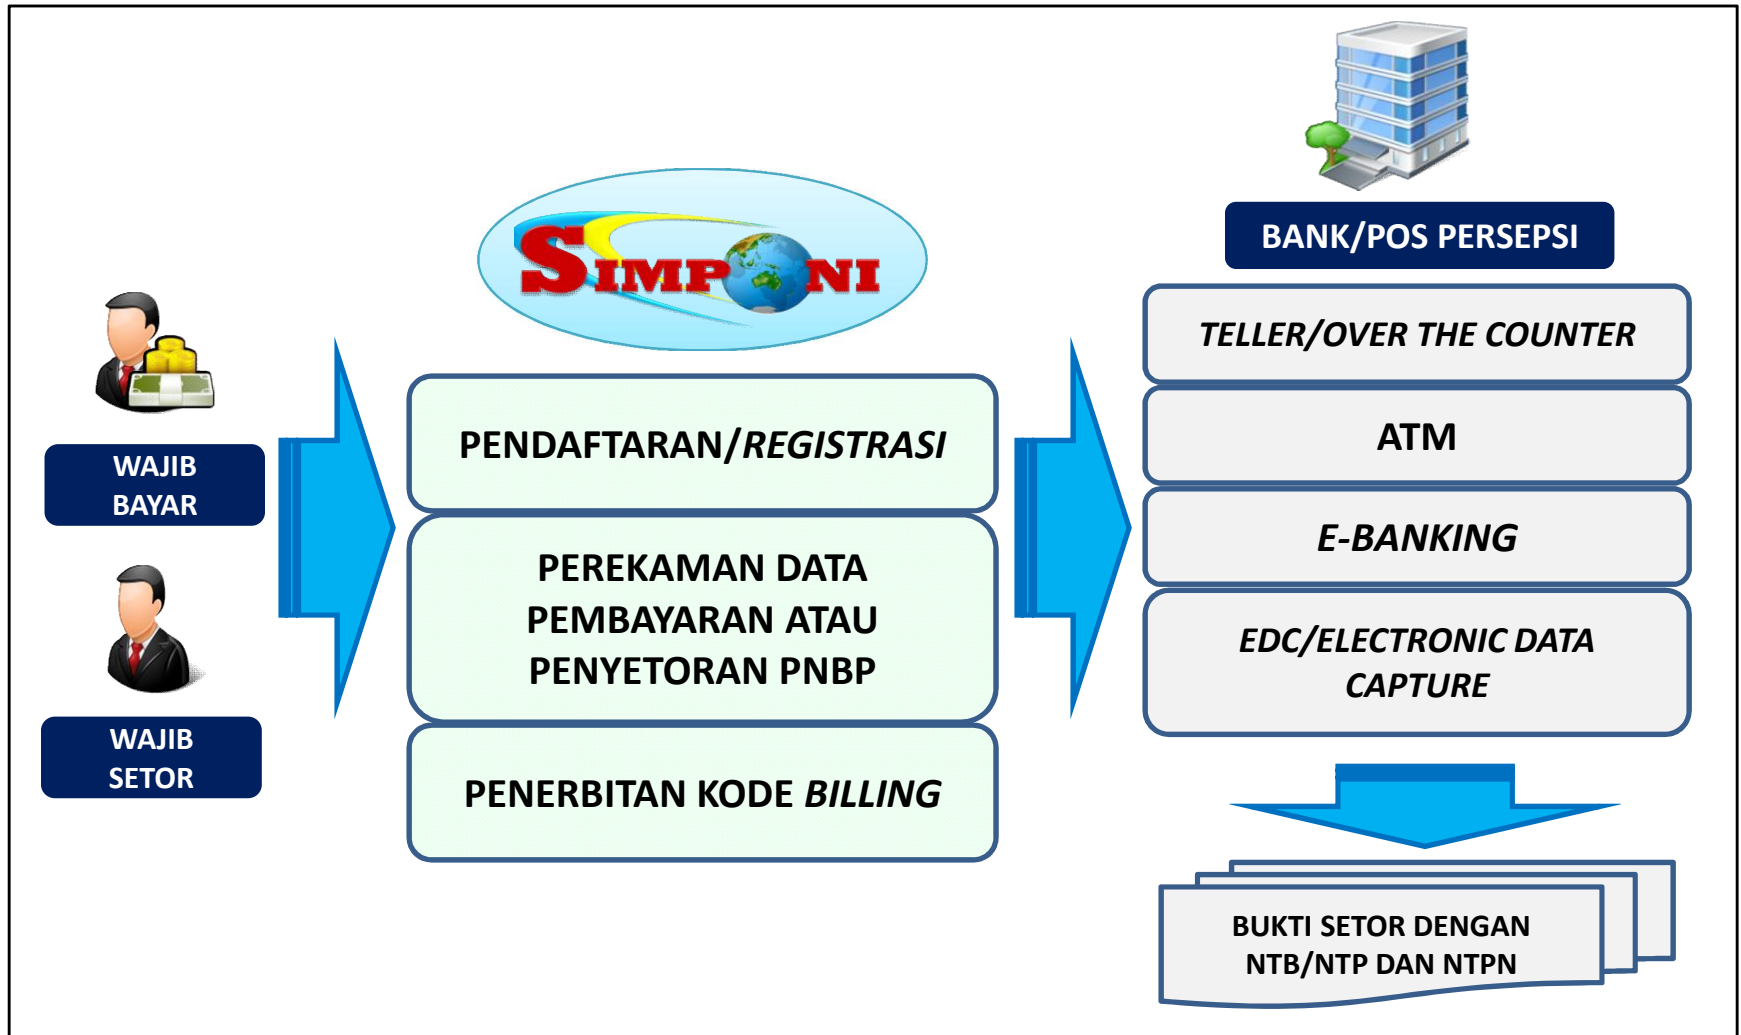 WAJIB
BAYAR
WAJIB
SETOR
SIMPONI
PENDAFTARAN/REGISTRASI
PEREKAMAN DATA
PEMBAYARAN ATAU
PENYETORAN PNBP
PENERBITAN KODE BILLING
BANK/POS PERSEPSI
TELLER/OVER THE COUNTER
ATM
E-BANKING
EDC/ELECTRONIC DATA
CAPTURE
BUKTI SETOR DENGAN
NTB/NTP DAN NTPN